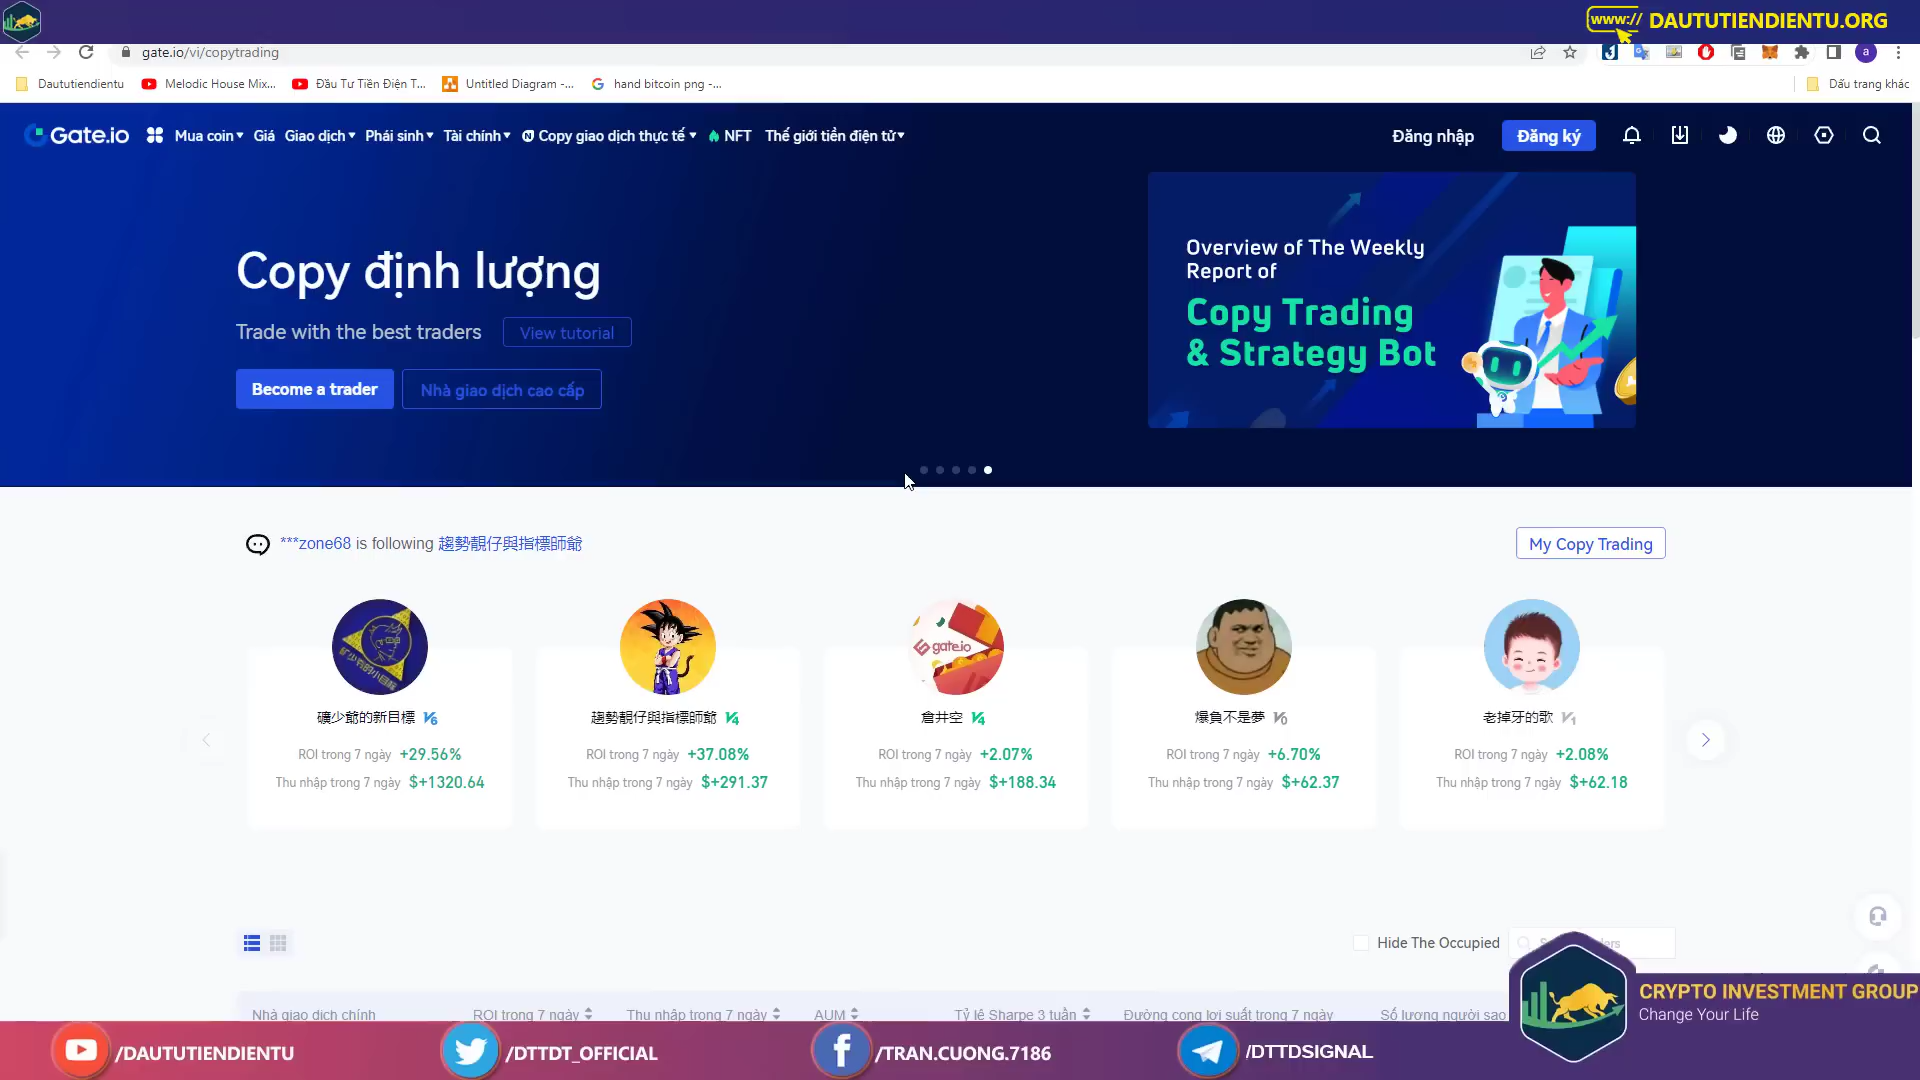 www:// DAUTUTIENDIENTU.ORG
gate.io/vi/copytrading
a
Dautututiendientu
Melodic House Mix...
Đầu Tư Tiền Điện T...
Untitled Diagram -...
hand bitcoin png -...
Dấu trang khác
Gate.io
Mua coin
Giá
Giao dịch
Phái sinh
Tài chính
Copy giao dịch thực tế
NFT
Thế giới tiền điện tử
Đăng nhập
Đăng ký
Copy định lượng
Trade with the best traders
View tutorial
Become a trader
Nhà giao dịch cao cấp
Overview of The Weekly
Report of
Copy Trading
& Strategy Bot
***zone68 is following 趨勢靚仔與指標師爺
My Copy Trading
gate.io
礦少爺的新目標 V6
ROI trong 7 ngày +29.56%
Thu nhập trong 7 ngày $+1320.64
趨勢靚仔與指標師爺 V4
ROI trong 7 ngày +37.08%
Thu nhập trong 7 ngày $+291.37
倉井空 V4
ROI trong 7 ngày +2.07%
Thu nhập trong 7 ngày $+188.34
爆負不是夢 V0
ROI trong 7 ngày +6.70%
Thu nhập trong 7 ngày $+62.37
老掉牙的歌 V1
ROI trong 7 ngày +2.08%
Thu nhập trong 7 ngày $+62.18
Hide The Occupied
Nhà giao dịch chính
ROI trong 7 ngày
Thu nhập trong 7 ngày
AUM
Tỷ lệ Sharpe 3 tuần
Đường cong lợi suất trong 7 ngày
Số lượng người sao
CRYPTO INVESTMENT GROUP
Change Your Life
/DAUTUTIENDIENTU
/DTTDT_OFFICIAL
/TRAN.CUONG.7186
/DTTDSIGNAL